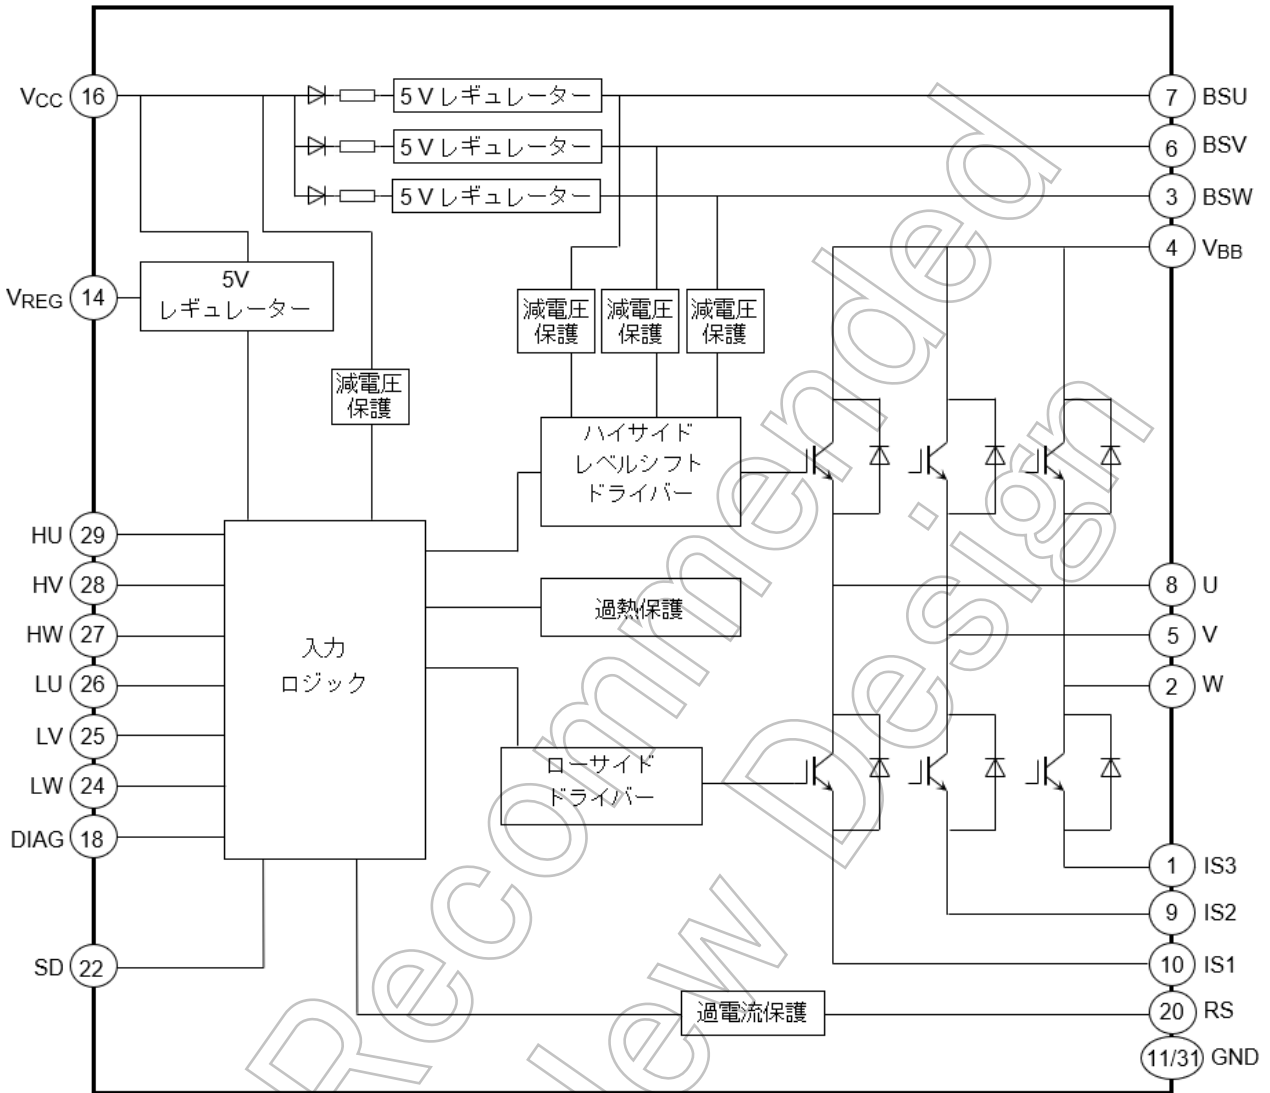 VCC 16
5Vレギュレーター
7 BSU
5Vレギュレーター
6 BSV
5Vレギュレーター
3 BSW
4 VBB
VREG 14
5V
レギュレーター
減電圧
保護
減電圧
保護
減電圧
保護
減電圧
保護
ハイサイド
レベルシフト
ドライバー
HU 29
HV 28
HW 27
LU 26
LV 25
LW 24
DIAG 18
SD 22
入力
ロジック
過熱保護
ローサイド
ドライバー
8 U
5 V
2 W
1 IS3
9 IS2
10 IS1
過電流保護
20 RS
11/31 GND
Recommended
New Design